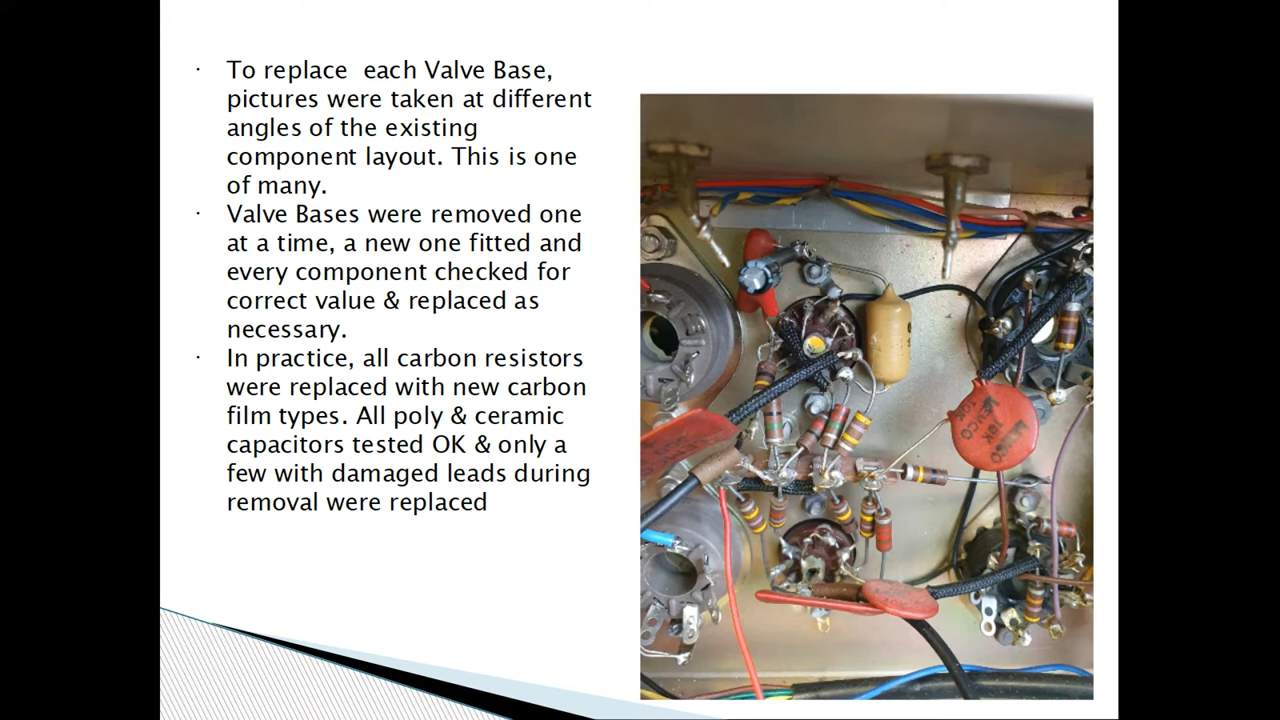 · To replace each Valve Base,
pictures were taken at different
angles of the existing
component layout. This is one
of many.
· Valve Bases were removed one
at a time, a new one fitted and
every component checked for
correct value & replaced as
necessary.
· In practice, all carbon resistors
were replaced with new carbon
film types. All poly & ceramic
capacitors tested OK & only a
few with damaged leads during
removal were replaced